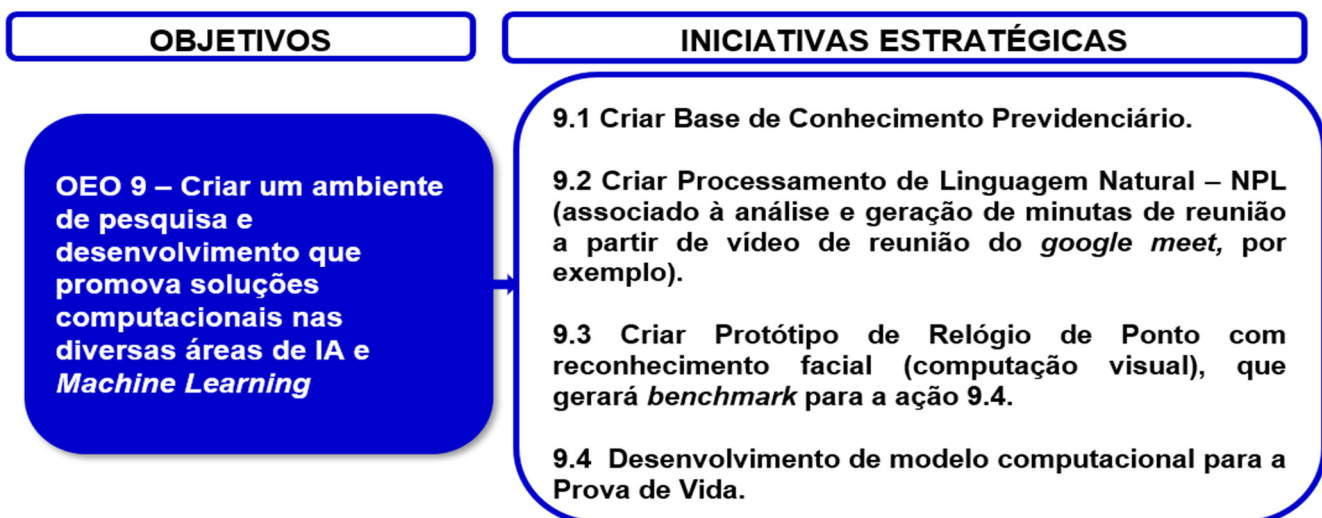 OBJETIVOS
INICIATIVAS ESTRATÉGICAS
OEO 9 – Criar um ambiente
de pesquisa e
desenvolvimento que
promova soluções
computacionais nas
diversas áreas de IA e
Machine Learning
9.1 Criar Base de Conhecimento Previdenciário.
9.2 Criar Processamento de Linguagem Natural – NPL
(associado à análise e geração de minutas de reunião
a partir de vídeo de reunião do google meet, por
exemplo).
9.3 Criar Protótipo de Relógio de Ponto com
reconhecimento facial (computação visual), que
gerará benchmark para a ação 9.4.
9.4 Desenvolvimento de modelo computacional para a
Prova de Vida.